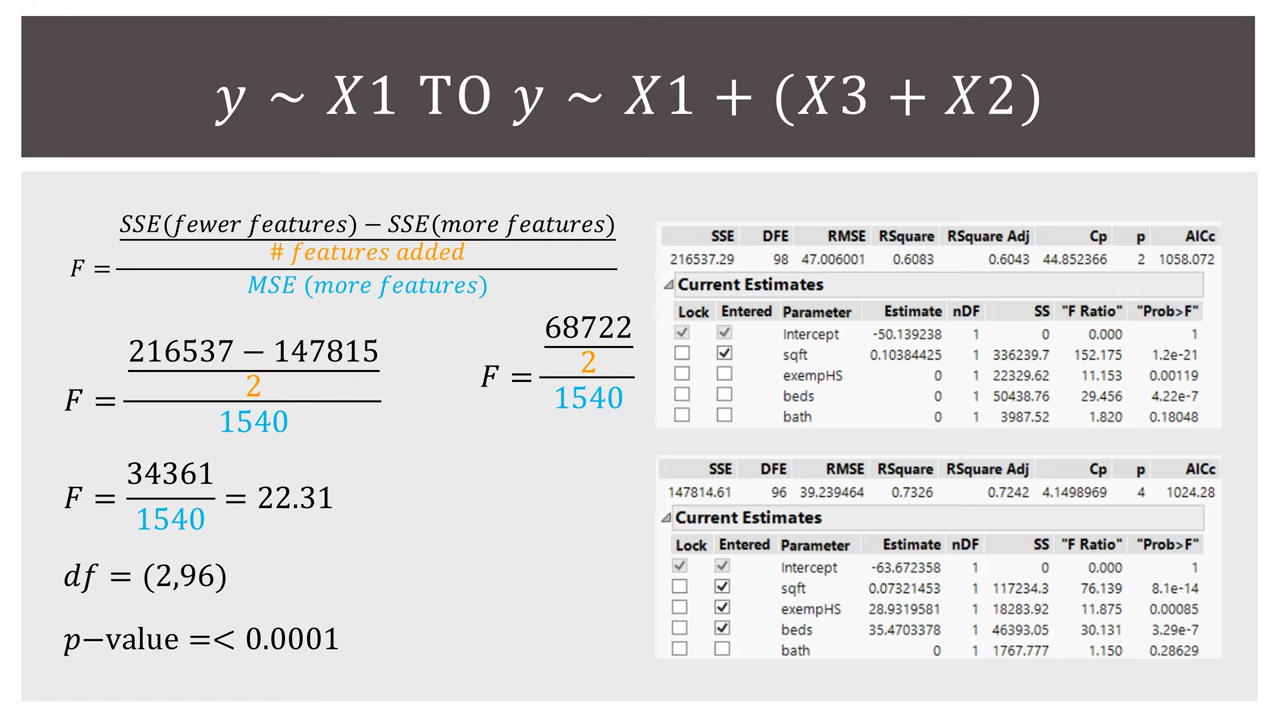 y ~ X1 TO y ~ X1 + (X3 + X2)
F = SSE(fewer features) − SSE(more features)
# features added
MSE (more features)
F = 216537 − 147815
2
1540
F = 68722
2
1540
F = 34361
1540
= 22.31
df = (2,96)
p−value =< 0.0001
SSE DFE RMSE RSquare RSquare Adj Cp p AICc
216537.29 98 47.006001 0.6083 0.6043 44.852366 2 1058.072
Current Estimates
Lock Entered Parameter Estimate nDF SS "F Ratio" "Prob>F"
Intercept -50.139238 1 0 0.000 1
sqft 0.10384425 1 336239.7 152.175 1.2e-21
exempHS 0 1 22329.62 11.153 0.00119
beds 0 1 50438.76 29.456 4.22e-7
bath 0 1 3987.52 1.820 0.18048
SSE DFE RMSE RSquare RSquare Adj Cp p AICc
147814.61 96 39.239464 0.7326 0.7242 4.1498969 4 1024.28
Current Estimates
Lock Entered Parameter Estimate nDF SS "F Ratio" "Prob>F"
Intercept -63.672358 1 0 0.000 1
sqft 0.07321453 1 117234.3 76.139 8.1e-14
exempHS 28.9319581 1 18283.92 11.875 0.00085
beds 35.4703378 1 46393.05 30.131 3.29e-7
bath 0 1 1767.777 1.150 0.28629